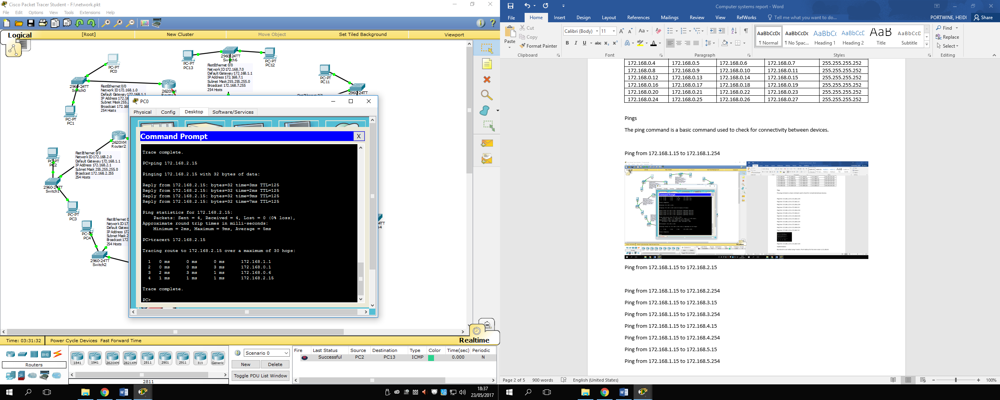 Cisco Packet Tracer Student - F:\network.pkt
File Edit Options View Tools Extensions Help
Logical [Root] New Cluster Move Object Set Tiled Background Viewport
PC-PT
PC0
2960-24TT
Switch0
PC-PT
PC1
FastEthernet 0/0
Network ID 172.168.1.0
Default Gateway 172.168.1.1
IP Address 172.16
Subnet Mask 255.2
Broadcast 172.168
254 Hosts
2620XM
PC-PT
PC13
2960-24TT
Switch6
PC-PT
PC12
FastEthernet 0/0
Network ID 172.168.7.0
Default Gateway 172.168.1.1
IP Address 172.168.7.1
Subnet Mask 255.255.255.0
Broadcast 172.168.7.255
254 Hosts
PC-PT
PC11
2960-24TT
2620XM
Router2
PC-PT
PC2
FastEthernet 0/0
Network ID 172.168.2.0
Default Gateway 172.168.1.1
IP Address 172.168.2.1
Subnet Mask 255.255.255.0
Broadcast 172.168.2.255
254 Hosts
2960-24TT
Switch1
PC-PT
PC3
PC-PT
PC4
FastEthernet 0
Network ID 17
Default Gatew
IP Address 17
Subnet Mask 2
Broadcast 172
254 Hosts
2960-24TT
Switch2
PC0
Physical Config Desktop Software/Services
Command Prompt X
Trace complete.
PC>ping 172.168.2.15
Pinging 172.168.2.15 with 32 bytes of data:
Reply from 172.168.2.15: bytes=32 time=3ms TTL=125
Reply from 172.168.2.15: bytes=32 time=2ms TTL=125
Reply from 172.168.2.15: bytes=32 time=9ms TTL=125
Reply from 172.168.2.15: bytes=32 time=7ms TTL=125
Ping statistics for 172.168.2.15:
Packets: Sent = 4, Received = 4, Lost = 0 (0% loss),
Approximate round trip times in milli-seconds:
Minimum = 2ms, Maximum = 9ms, Average = 5ms
PC>tracert 172.168.2.15
Tracing route to 172.168.2.15 over a maximum of 30 hops:
1 0 ms 0 ms 0 ms 172.168.1.1
2 0 ms 0 ms 3 ms 172.168.0.1
3 2 ms 3 ms 1 ms 172.168.0.6
4 1 ms 1 ms 1 ms 172.168.2.15
Trace complete.
PC>
Time: 03:31:32 Power Cycle Devices Fast Forward Time Realtime
Routers
1841 1941 2620XM 2621XM 2811 2901 2911 819 Generic
2811
Scenario 0
New Delete
Toggle PDU List Window
Fire Last Status Source Destination Type Color Time(sec) Periodic
Successful PC2 PC13 ICMP 0.000 N
18:37
23/05/2017
Computer systems report - Word
File Home Insert Design Layout References Mailings Review View RefWorks Tell me what you want to do... PORTWINE, HEIDI Share
Paste Cut
Copy
Format Painter
Calibri (Body) 11
Clipboard Font Paragraph Styles Editing
AaBbCcDc ¶ Normal
AaBbCcDc ¶ No Spac...
AaBbC( Heading 1
AaBbCcE Heading 2
AaB Title
AaBbCcD Subtitle
Find
Replace
Select
172.168.0.4 172.168.0.5 172.168.0.6 172.168.0.7 255.255.255.252
172.168.0.8 172.168.0.9 172.168.0.10 172.168.0.11 255.255.255.252
172.168.0.12 172.168.0.13 172.168.0.14 172.168.0.15 255.255.255.252
172.168.0.16 172.168.0.17 172.168.0.18 172.168.0.19 255.255.255.252
172.168.0.20 172.168.0.21 172.168.0.22 172.168.0.23 255.255.255.252
172.168.0.24 172.168.0.25 172.168.0.26 172.168.0.27 255.255.255.252
Pings
The ping command is a basic command used to check for connectivity between devices.
Ping from 172.168.1.15 to 172.168.1.254
Command Prompt
Ping from 172.168.1.15 to 172.168.2.15
Ping from 172.168.1.15 to 172.168.2.254
Ping from 172.168.1.15 to 172.168.3.15
Ping from 172.168.1.15 to 172.168.3.254
Ping from 172.168.1.15 to 172.168.4.15
Ping from 172.168.1.15 to 172.168.4.254
Ping from 172.168.1.15 to 172.168.5.15
Ping from 172.168.1.15 to 172.168.5.254
Page 2 of 5 900 words English (United States) 100%